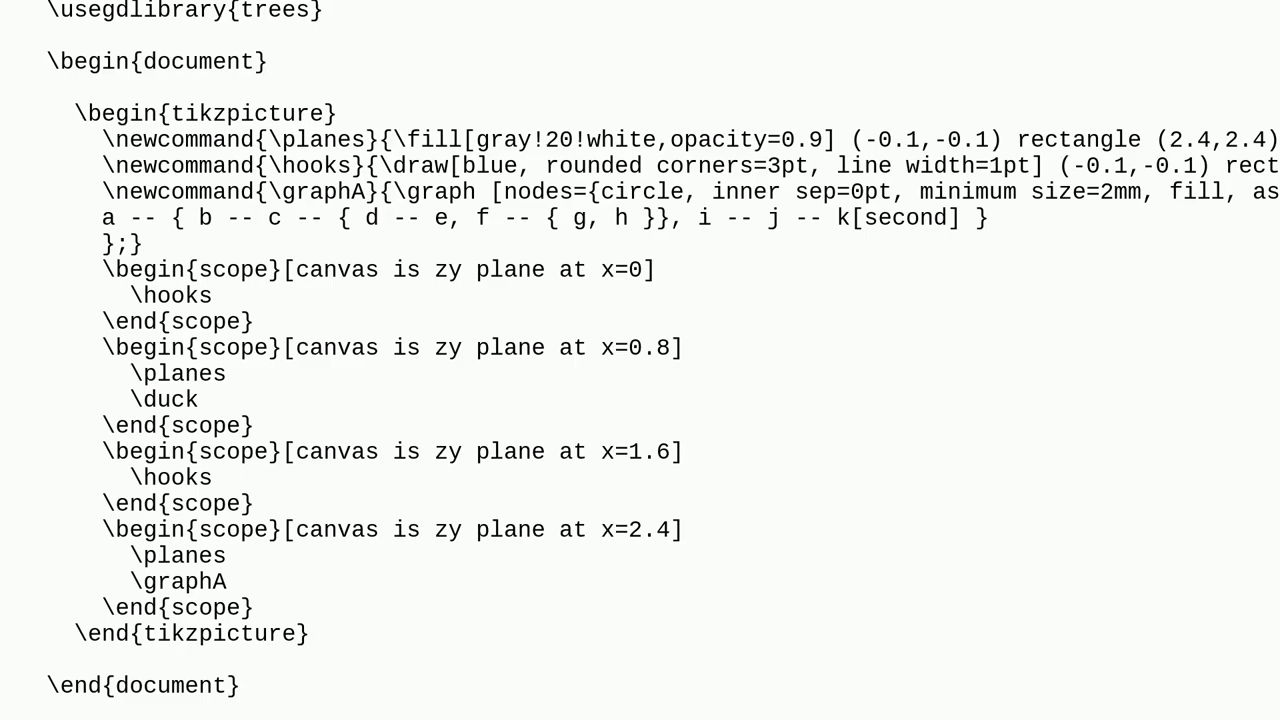 \usegdlibrary{trees}
\begin{document}
\begin{tikzpicture}
\newcommand{\planes}{\fill[gray!20!white,opacity=0.9] (-0.1,-0.1) rectangle (2.4,2.4)
\newcommand{\hooks}{\draw[blue, rounded corners=3pt, line width=1pt] (-0.1,-0.1) rect
\newcommand{\graphA}{\graph [nodes={circle, inner sep=0pt, minimum size=2mm, fill, as
a -- { b -- c -- { d -- e, f -- { g, h }}, i -- j -- k[second] }
};}
\begin{scope}[canvas is zy plane at x=0]
\hooks
\end{scope}
\begin{scope}[canvas is zy plane at x=0.8]
\planes
\duck
\end{scope}
\begin{scope}[canvas is zy plane at x=1.6]
\hooks
\end{scope}
\begin{scope}[canvas is zy plane at x=2.4]
\planes
\graphA
\end{scope}
\end{tikzpicture}
\end{document}